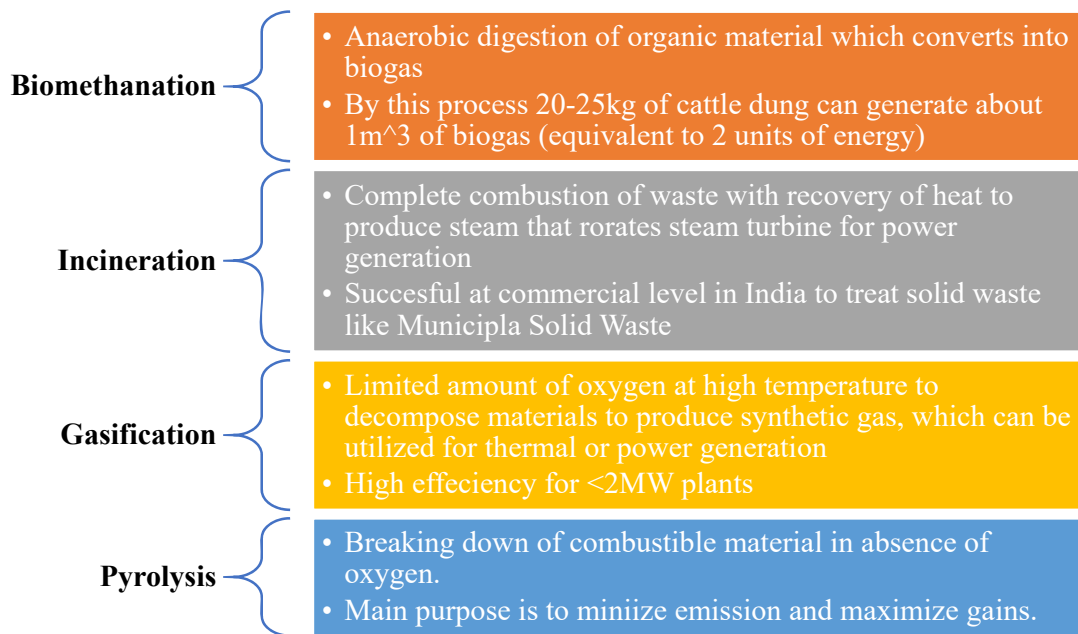 Biomethanation
• Anaerobic digestion of organic material which converts into
biogas
• By this process 20-25kg of cattle dung can generate about
1m^3 of biogas (equivalent to 2 units of energy)
Incineration
• Complete combustion of waste with recovery of heat to
produce steam that rorates steam turbine for power
generation
• Succesful at commercial level in India to treat solid waste
like Municipla Solid Waste
Gasification
• Limited amount of oxygen at high temperature to
decompose materials to produce synthetic gas, which can be
utilized for thermal or power generation
• High effeciency for <2MW plants
Pyrolysis
• Breaking down of combustible material in absence of
oxygen.
• Main purpose is to miniize emission and maximize gains.